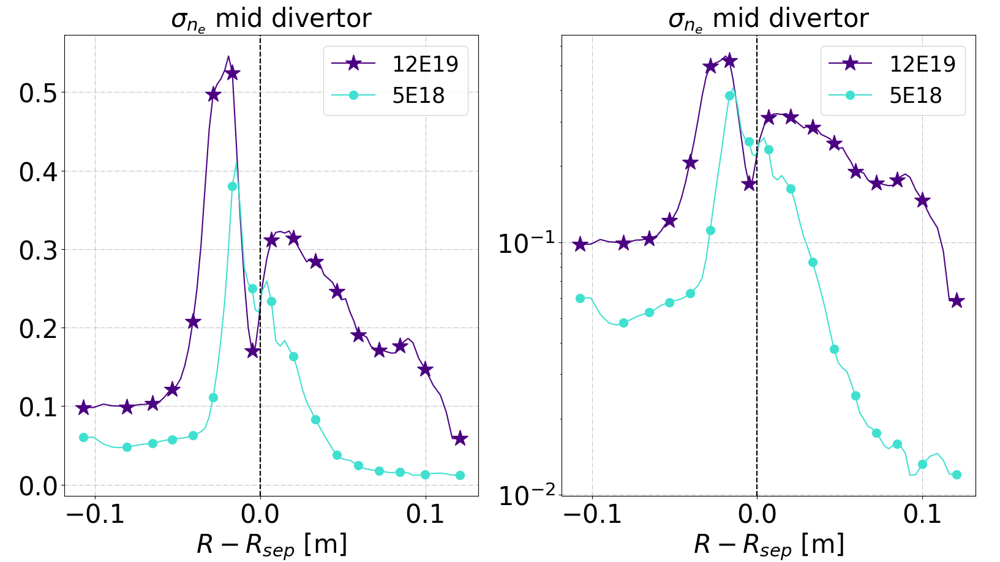 σ_{n_e} mid divertor
12E19
5E18
0.5
0.4
0.3
0.2
0.1
0.0
−0.1 0.0 0.1
R − R_{sep} [m]
σ_{n_e} mid divertor
12E19
5E18
10^{−1}
10^{−2}
−0.1 0.0 0.1
R − R_{sep} [m]